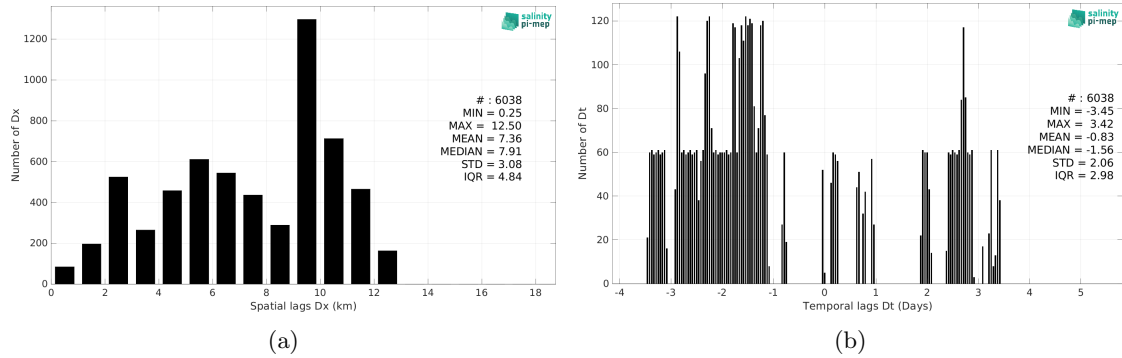 salinity
pi-mep
Number of Dx
1200
1000
800
600
400
200
0
# : 6038
MIN = 0.25
MAX = 12.50
MEAN = 7.36
MEDIAN = 7.91
STD = 3.08
IQR = 4.84
0 2 4 6 8 10 12 14 16 18
Spatial lags Dx (km)
(a)
salinity
pi-mep
Number of Dt
120
100
80
60
40
20
0
# : 6038
MIN = -3.45
MAX = 3.42
MEAN = -0.83
MEDIAN = -1.56
STD = 2.06
IQR = 2.98
-4 -3 -2 -1 0 1 2 3 4 5
Temporal lags Dt (Days)
(b)